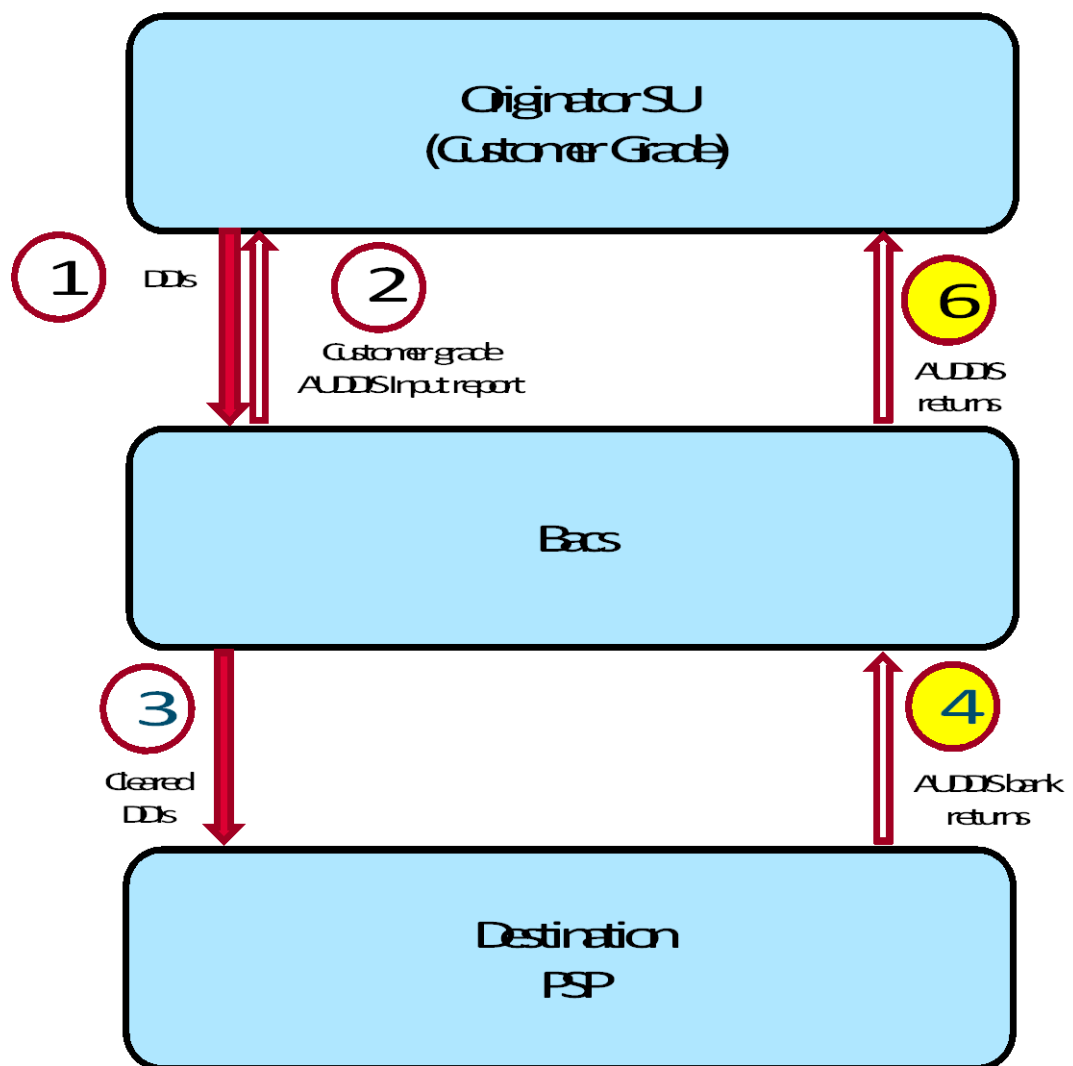 Originator SU
(Customer Grade)
1
DDIs
2
Customer grade
AUDDIS Input report
6
AUDDIS
returns
Bacs
3
Cleared
DDIs
4
AUDDIS bank
returns
Destination
PSP